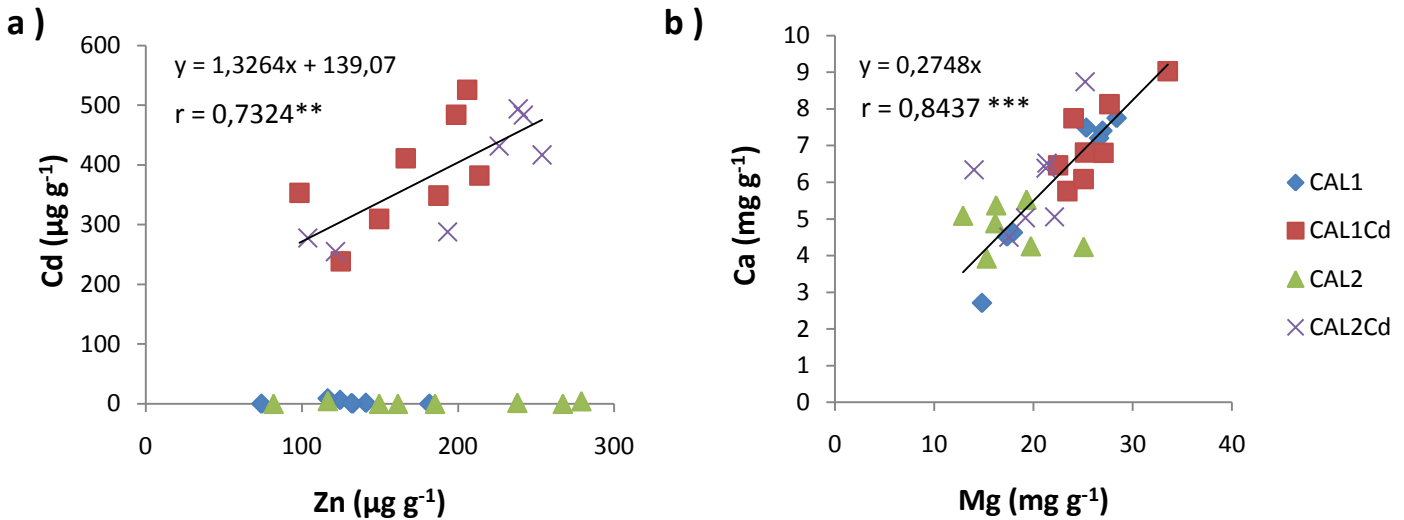 a )
y = 1,3264x + 139,07
r = 0,7324**
Cd (µg g-1)
600
500
400
300
200
100
0
0 100 200 300
Zn (µg g-1)
b )
y = 0,2748x
r = 0,8437 ***
Ca (mg g-1)
10
9
8
7
6
5
4
3
2
1
0
0 10 20 30 40
Mg (mg g-1)
CAL1
CAL1Cd
CAL2
CAL2Cd